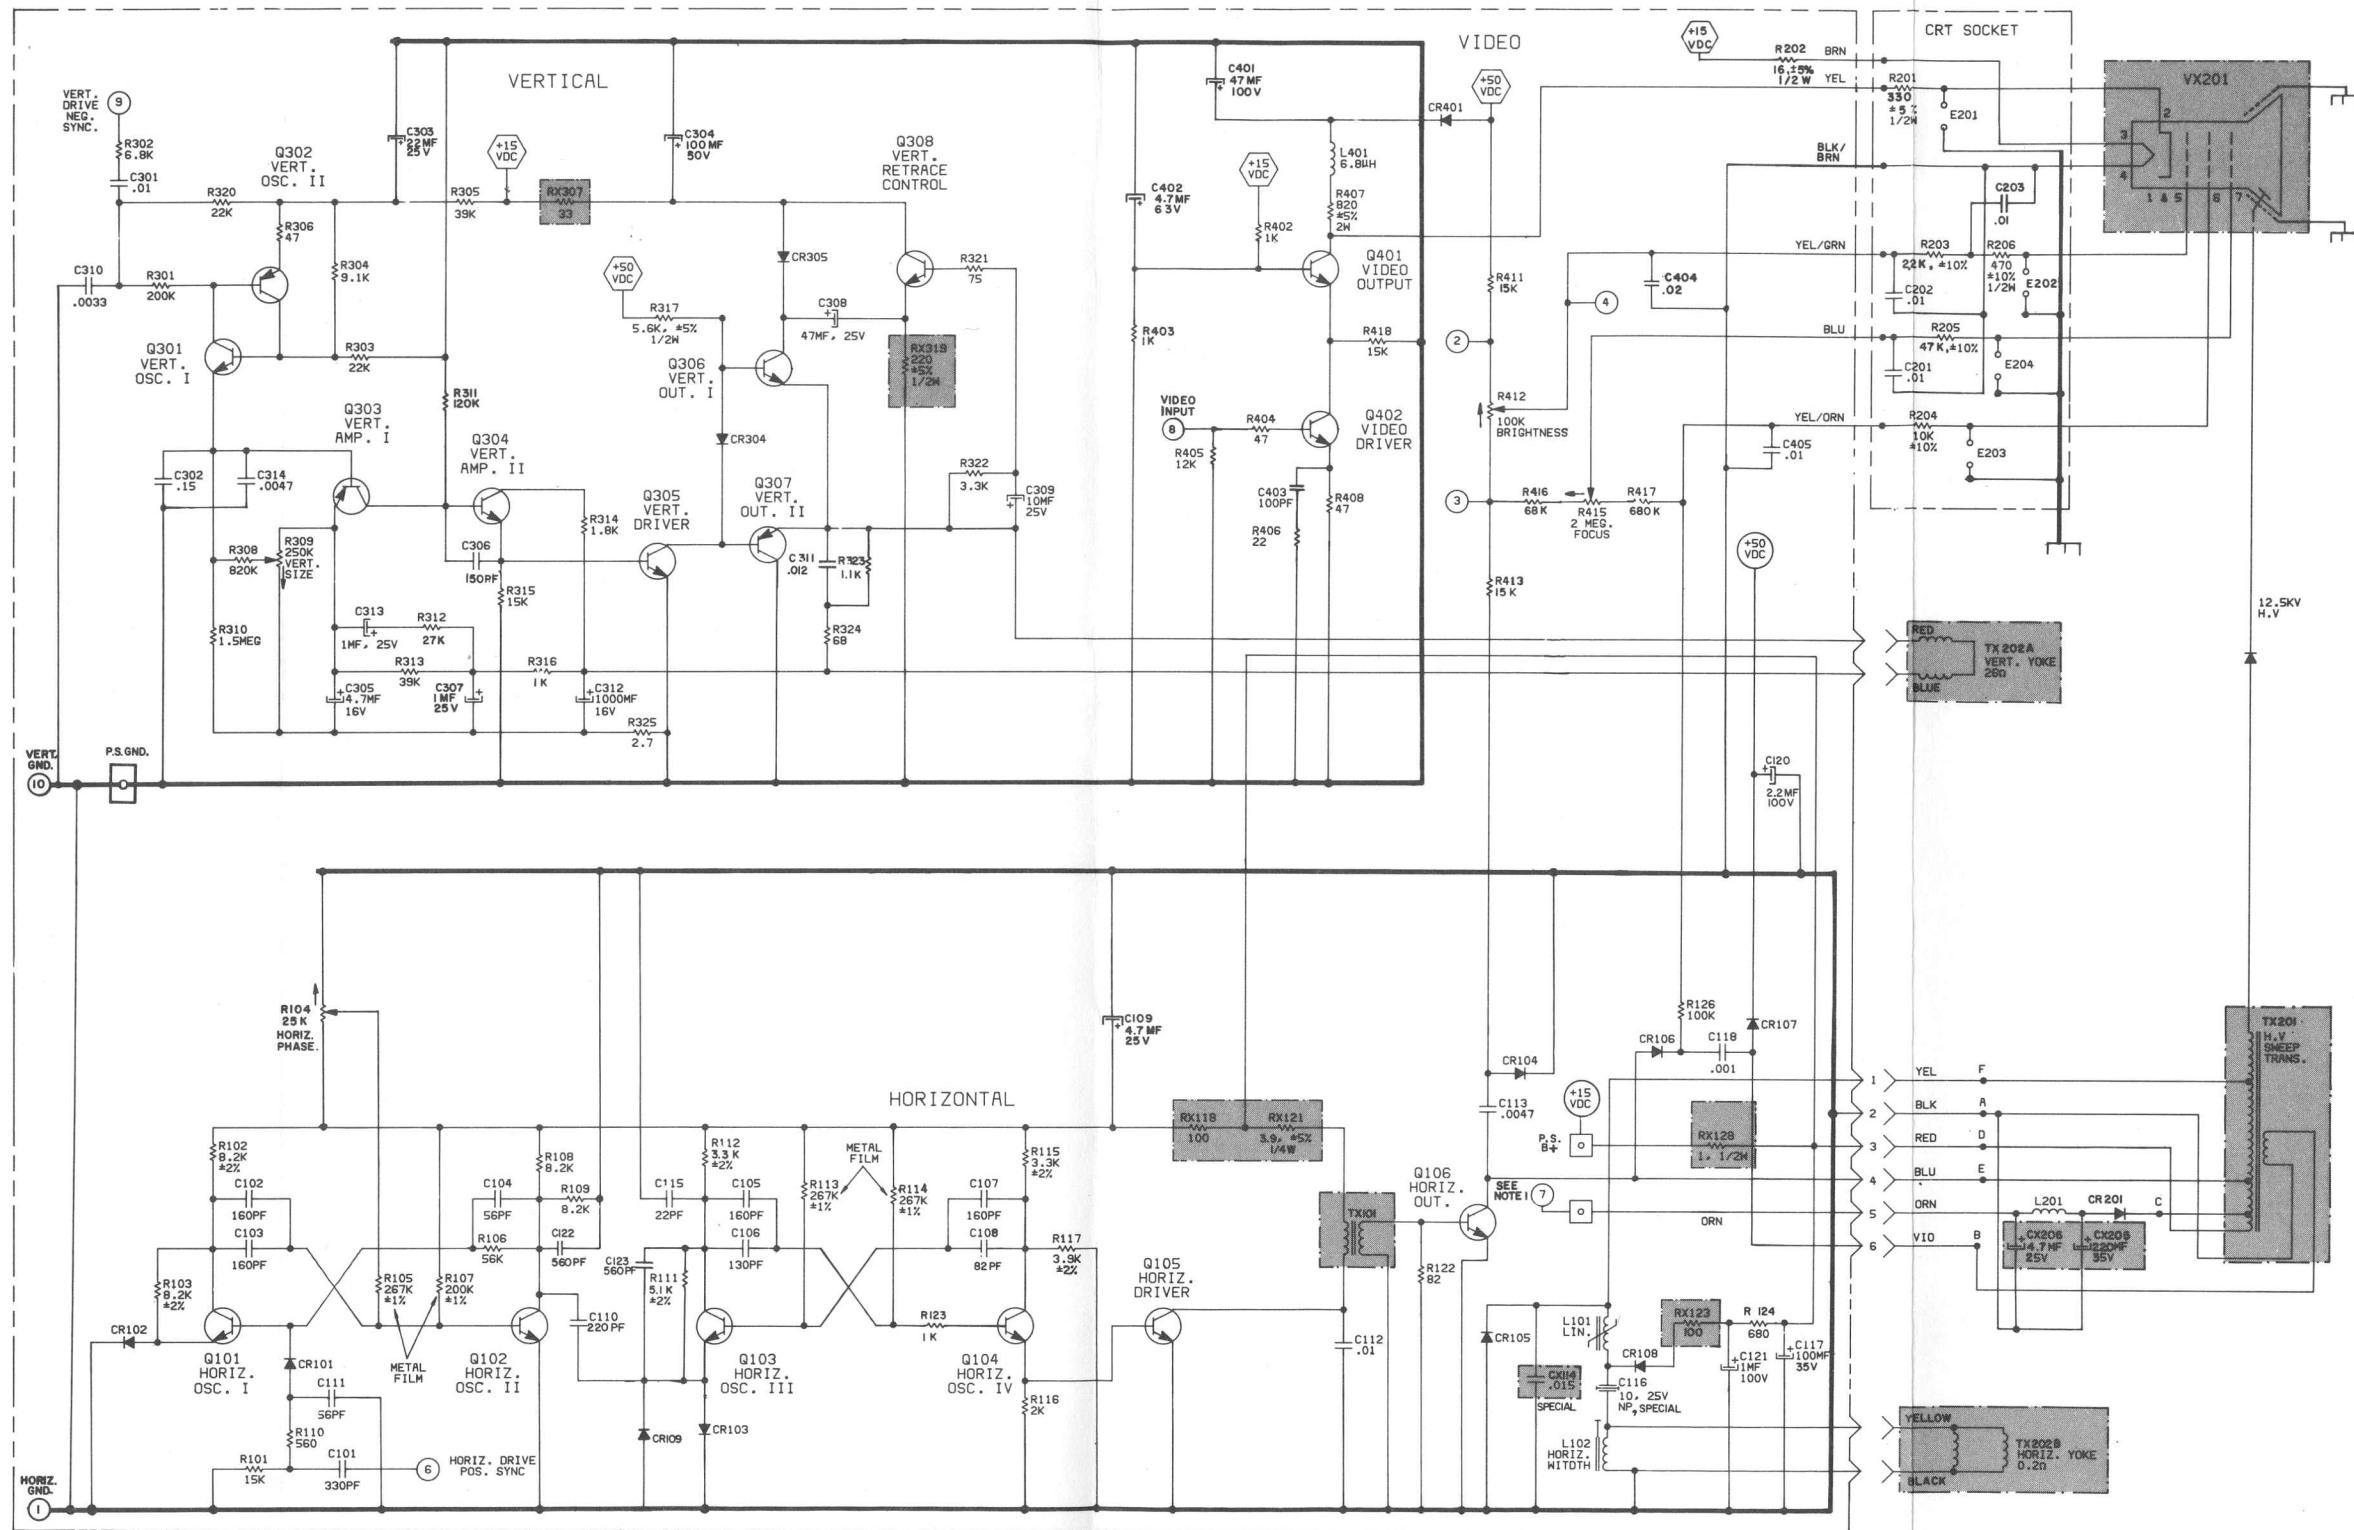 VERTICAL
VIDEO
CRT SOCKET
+15
VDC
R202
16,±5%
1/2 W
BRN
YEL
R201
330
±5%
1/2W
E201
VX201
2
3
4
1 & 5
6
7
VERT.
DRIVE
NEG.
SYNC.
9
R302
6.8K
C301
.01
Q302
VERT.
OSC. II
C303
22MF
25V
+15
VDC
C304
100MF
50V
Q308
VERT.
RETRACE
CONTROL
C401
47 MF
100V
+50
VDC
CR401
L401
6.8µH
R407
820
±5%
2W
+15
VDC
C402
4.7MF
63V
R402
1K
BLK/
BRN
C203
.01
R320
22K
R306
47
R305
39K
RX307
33
C310
.0033
R301
200K
R304
9.1K
+50
VDC
CR305
R321
75
Q401
VIDEO
OUTPUT
R411
15K
YEL/GRN
C404
.02
4
R203
22K, ±10%
R206
470
±10%
1/2W
E202
C202
.01
R317
5.6K, ±5%
1/2W
C308
47MF, 25V
Q301
VERT.
OSC. I
R303
22K
Q306
VERT.
OUT. I
RX319
220
±5%
1/2W
R403
1K
R418
15K
2
BLU
R205
47K,±10%
C201
.01
E204
R311
120K
Q303
VERT.
AMP. I
Q304
VERT.
AMP. II
CR304
VIDEO
INPUT
8
R404
47
R405
12K
Q402
VIDEO
DRIVER
R412
100K
BRIGHTNESS
YEL/ORN
C405
.01
R204
10K
±10%
E203
C302
.15
C314
.0047
Q305
VERT.
DRIVER
Q307
VERT.
OUT. II
R322
3.3K
C309
10MF
25V
C403
100PF
R408
47
R406
22
3
R416
68K
R415
2 MEG.
FOCUS
R417
680K
R308
820K
R309
250K
VERT.
SIZE
C306
150PF
R314
1.8K
R315
15K
C311
.012
R323
1.1K
R413
15K
+50
VDC
R310
1.5MEG
C313
1MF, 25V
R312
27K
R324
68
R313
39K
R316
1K
C305
4.7MF
16V
C307
1MF
25V
C312
1000MF
16V
R325
2.7
RED
TX202A
VERT. YOKE
26Ω
BLUE
12.5KV
H.V
VERT.
GND.
10
P.S.GND.
C120
2.2MF
100V
R104
25K
HORIZ.
PHASE.
C109
4.7MF
25V
R126
100K
CR107
CR106
C118
.001
HORIZONTAL
CR104
C113
.0047
+15
VDC
P.S.
B+
RX128
1, 1/2W
1
YEL
F
2
BLK
A
3
RED
D
4
BLU
E
5
ORN
6
VIO
B
TX201
H.V
SWEEP
TRANS.
RX118
100
RX121
3.9, ±5%
1/4W
METAL
FILM
R102
8.2K
±2%
R108
8.2K
R112
3.3K
±2%
R113
267K
±1%
R114
267K
±1%
R115
3.3K
±2%
C102
160PF
C103
160PF
C104
56PF
R109
8.2K
C115
22PF
C105
160PF
C107
160PF
R106
56K
C122
560PF
C106
130PF
C108
82PF
R117
3.9K
±2%
C123
560PF
R111
5.1K
±2%
TX101
Q106
HORIZ.
OUT.
SEE
NOTE 1
7
ORN
L201
CR201
C
CX206
4.7MF
25V
CX205
220MF
35V
R103
8.2K
±2%
R105
267K
±1%
R107
200K
±1%
R123
1K
Q105
HORIZ.
DRIVER
R122
82
C110
220PF
CR102
Q101
HORIZ.
OSC. I
CR101
METAL
FILM
Q102
HORIZ.
OSC. II
Q103
HORIZ.
OSC. III
Q104
HORIZ.
OSC. IV
C112
.01
CR105
L101
LIN.
RX123
100
R124
680
CR108
C121
1MF
100V
C117
100MF
35V
C111
56PF
R116
2K
CX114
.015
SPECIAL
C116
10, 25V
NP, SPECIAL
R110
560
CR109
CR103
R101
15K
C101
330PF
6
HORIZ. DRIVE
POS. SYNC
L102
HORIZ.
WITDTH
YELLOW
TX202B
HORIZ. YOKE
0.2Ω
BLACK
HORIZ.
GND.
1